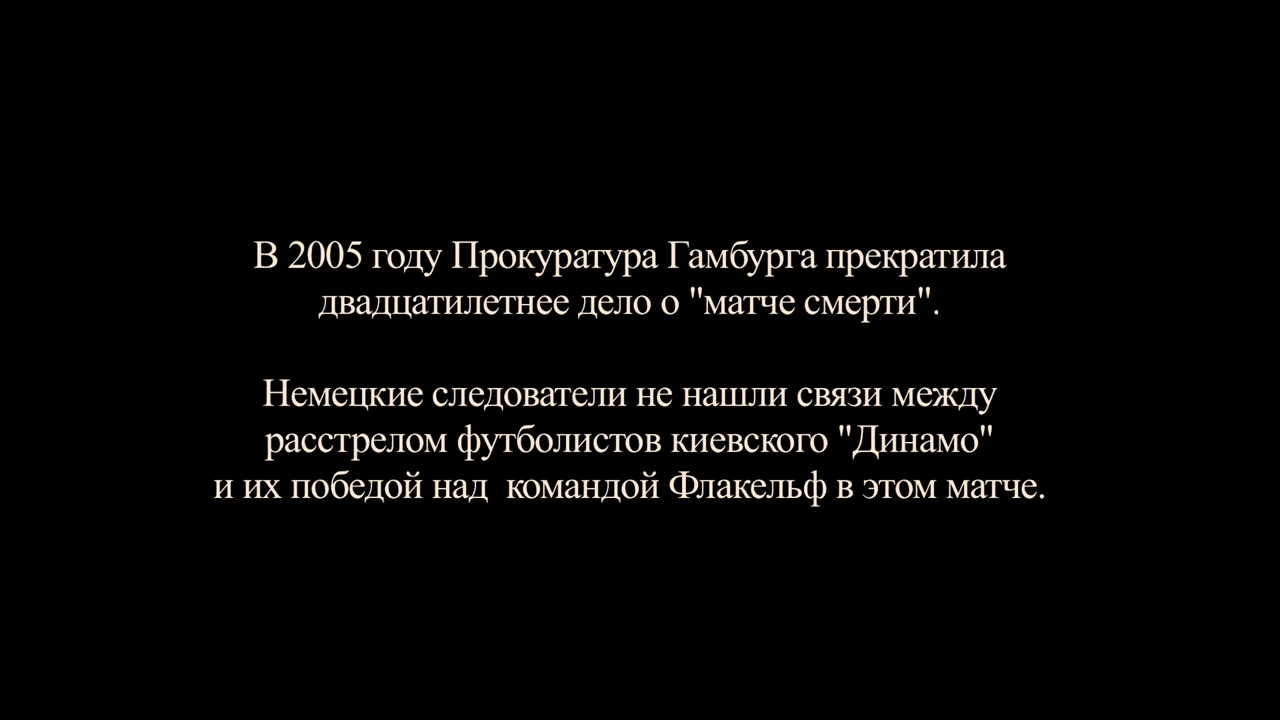 В 2005 году Прокуратура Гамбурга прекратила
двадцатилетнее дело о "матче смерти".
Немецкие следователи не нашли связи между
расстрелом футболистов киевского "Динамо"
и их победой над  командой Флакельф в этом матче.